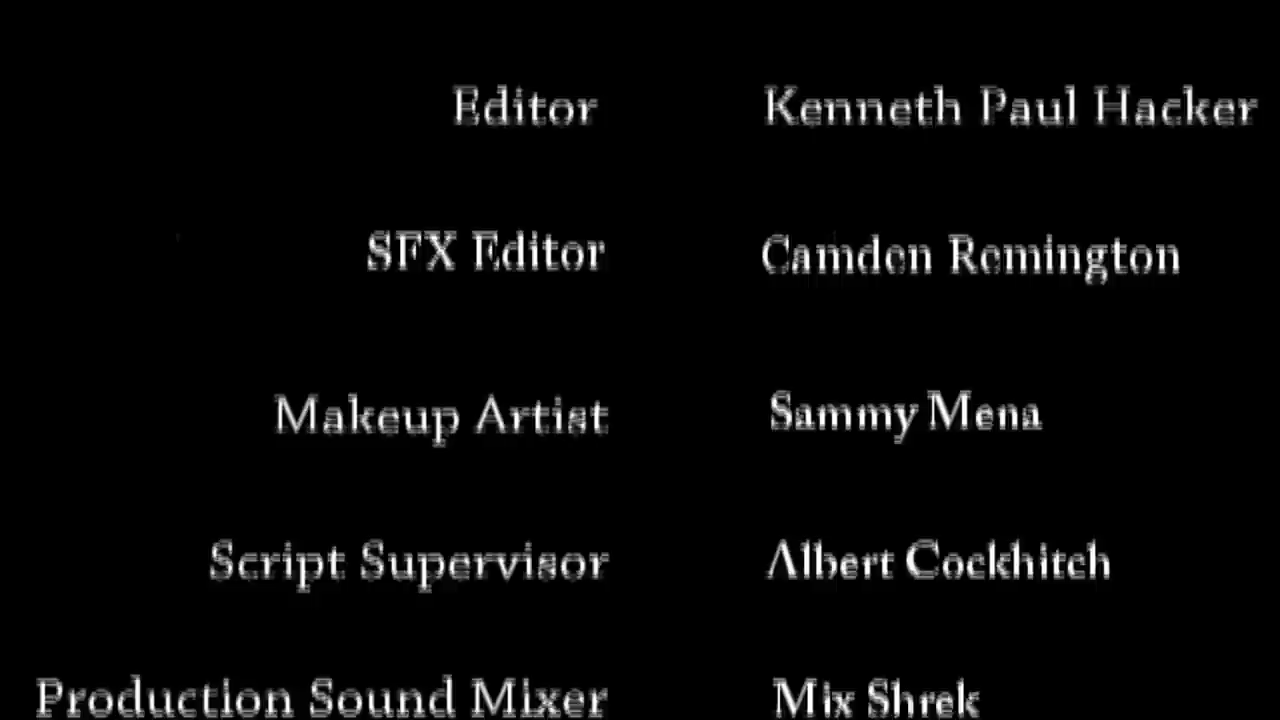 Editor Kenneth Paul Hacker
SFX Editor Camden Remington
Makeup Artist Sammy Mena
Script Supervisor Albert Cockhitch
Production Sound Mixer Mix Shrek